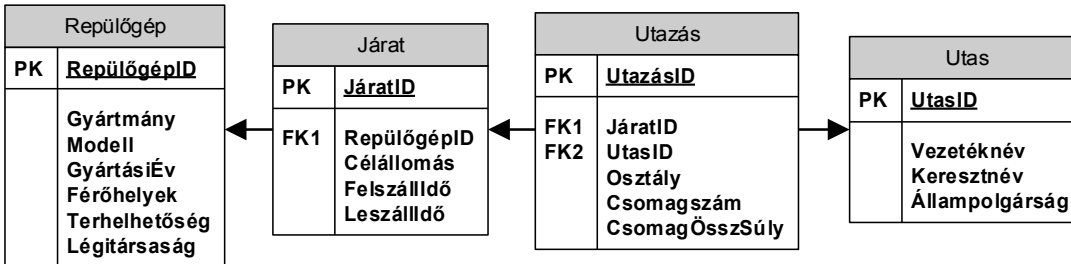 Repülőgép
PK RepülőgépID
Gyártmány
Modell
GyártásiÉv
Férőhelyek
Terhelhetőség
Légitársaság
Járat
PK JáratID
FK1 RepülőgépID
Célállomás
FelszállIdő
LeszállIdő
Utazás
PK UtazásID
FK1 JáratID
FK2 UtasID
Osztály
Csomagszám
CsomagÖsszSúly
Utas
PK UtasID
Vezetéknév
Keresztnév
Állampolgárság